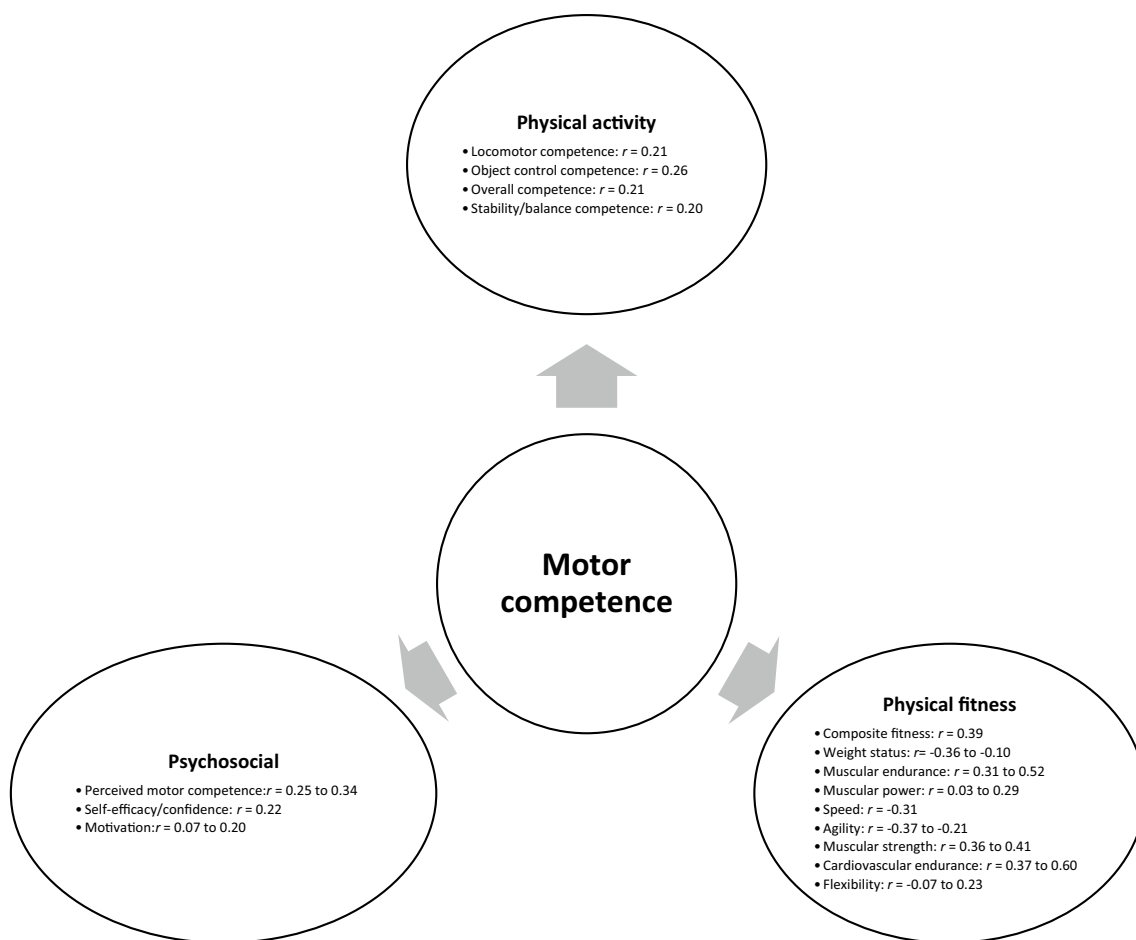 Physical activity
• Locomotor competence: r = 0.21
• Object control competence: r = 0.26
• Overall competence: r = 0.21
• Stability/balance competence: r = 0.20
Motor
competence
Psychosocial
• Perceived motor competence:r = 0.25 to 0.34
• Self-efficacy/confidence: r = 0.22
• Motivation:r = 0.07 to 0.20
Physical fitness
• Composite fitness: r = 0.39
• Weight status: r= -0.36 to -0.10
• Muscular endurance: r = 0.31 to 0.52
• Muscular power: r = 0.03 to 0.29
• Speed: r = -0.31
• Agility: r = -0.37 to -0.21
• Muscular strength: r = 0.36 to 0.41
• Cardiovascular endurance: r = 0.37 to 0.60
• Flexibility: r = -0.07 to 0.23